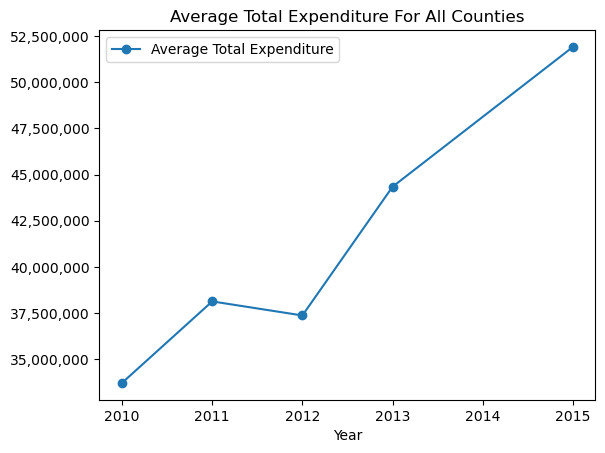 Average Total Expenditure For All Counties
Average Total Expenditure
52,500,000
50,000,000
47,500,000
45,000,000
42,500,000
40,000,000
37,500,000
35,000,000
2010 2011 2012 2013 2014 2015
Year